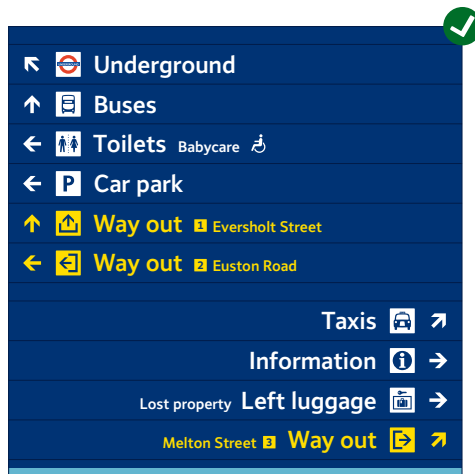 Underground
Buses
Toilets Babycare
P Car park
Way out 1 Eversholt Street
Way out 2 Euston Road
Taxis
Information i
Lost property Left luggage
Melton Street 3 Way out